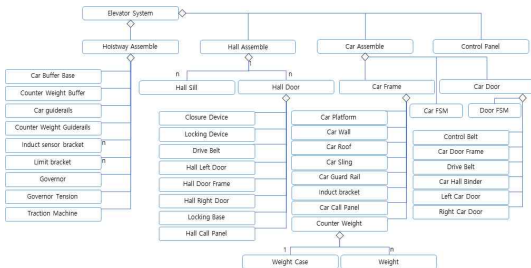 Elevator System
Hoistway Assemble
Hall Assemble
Car Assemble
Control Panel
1
n
n
Hall Sill
Hall Door
Car Frame
Car Door
Car FSM
Door FSM
Car Buffer Base
Counter Weight Buffer
Car guiderails
Counter Weight Guiderails
Induct sensor bracket
n
Limit bracket
n
Governor
Governor Tension
Traction Machine
Closure Device
Locking Device
Drive Belt
Hall Left Door
Hall Door Frame
Hall Right Door
Locking Base
Hall Call Panel
Car Platform
Car Wall
Car Roof
Car Sling
Car Guard Rail
Induct bracket
Car Call Panel
Counter Weight
Control Belt
Car Door Frame
Drive Belt
Car Hall Binder
Left Car Door
Right Car Door
1
n
Weight Case
Weight